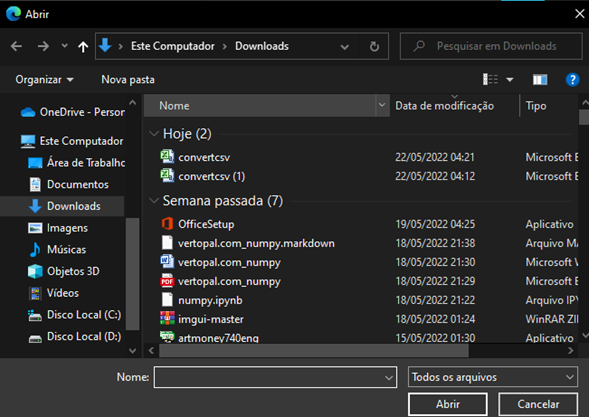 Abrir
Este Computador > Downloads
Pesquisar em Downloads
Organizar
Nova pasta
Nome
Data de modificação
Tipo
OneDrive - Person
Este Computador
Área de Trabalho
Documentos
Downloads
Imagens
Músicas
Objetos 3D
Vídeos
Disco Local (C:)
Disco Local (D:)
Hoje (2)
convertcsv 22/05/2022 04:21 Microsoft E
convertcsv (1) 22/05/2022 04:12 Microsoft E
Semana passada (7)
OfficeSetup 19/05/2022 04:25 Aplicativo
vertopal.com_numpy.markdown 18/05/2022 21:38 Arquivo MA
vertopal.com_numpy 18/05/2022 21:30 Microsoft W
vertopal.com_numpy 18/05/2022 21:29 Microsoft E
numpy.ipynb 18/05/2022 21:22 Arquivo IPY
imgui-master 18/05/2022 01:24 WinRAR ZIP
artmoney740eng 15/05/2022 01:30 Aplicativo
Nome:
Todos os arquivos
Abrir
Cancelar